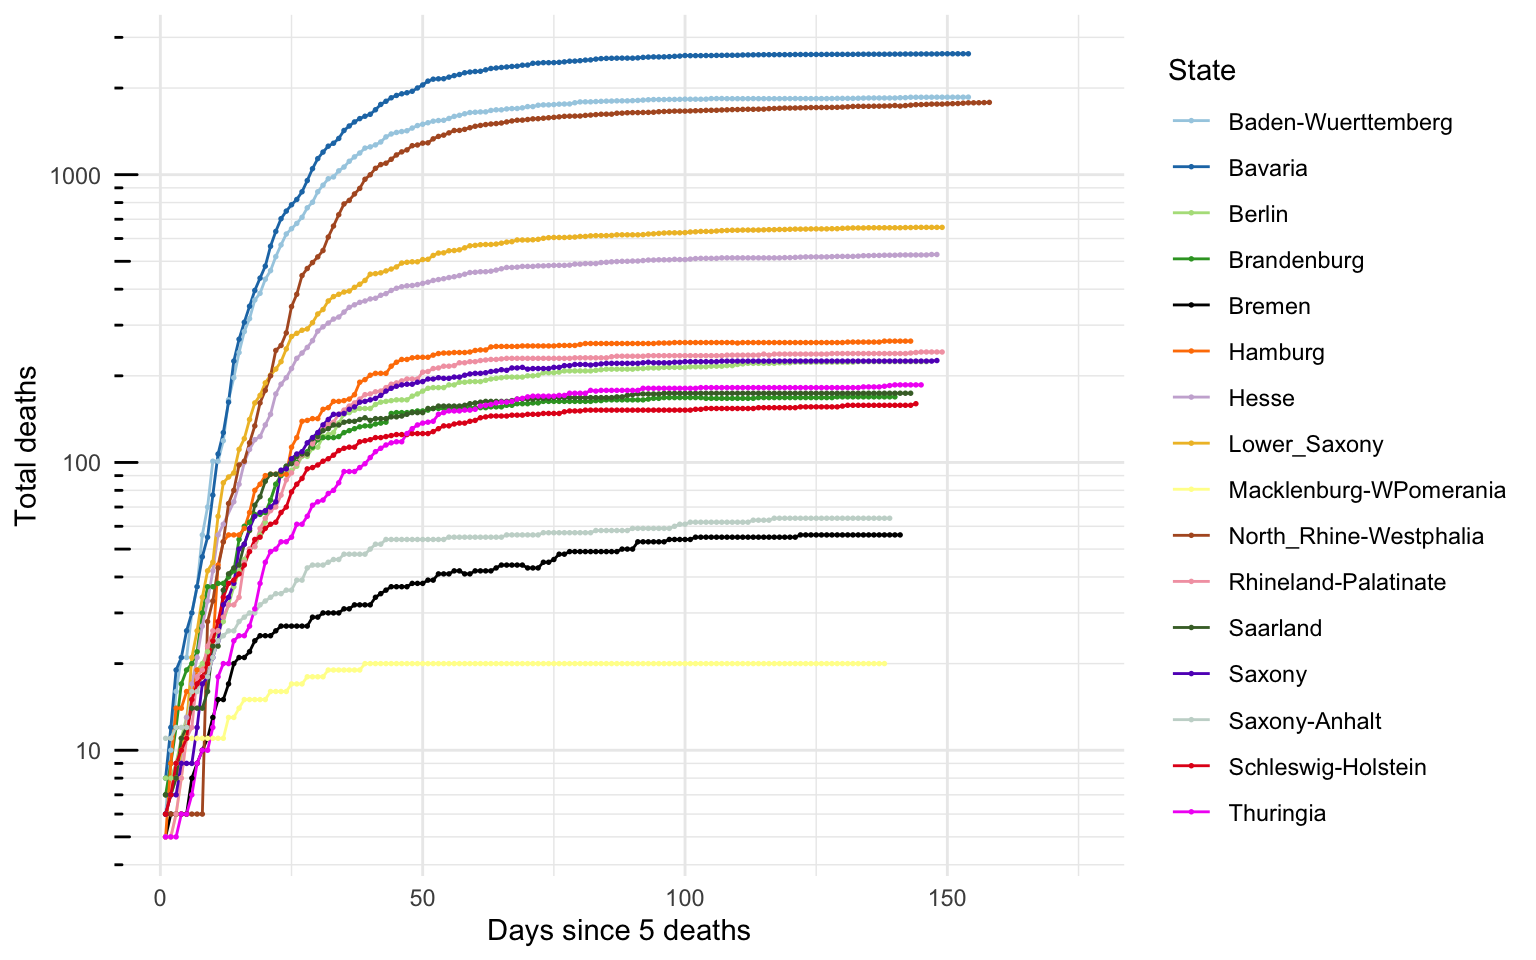 Total deaths
1000
100
10
0
50
100
150
Days since 5 deaths
State
Baden-Wuerttemberg
Bavaria
Berlin
Brandenburg
Bremen
Hamburg
Hesse
Lower_Saxony
Macklenburg-WPomerania
North_Rhine-Westphalia
Rhineland-Palatinate
Saarland
Saxony
Saxony-Anhalt
Schleswig-Holstein
Thuringia